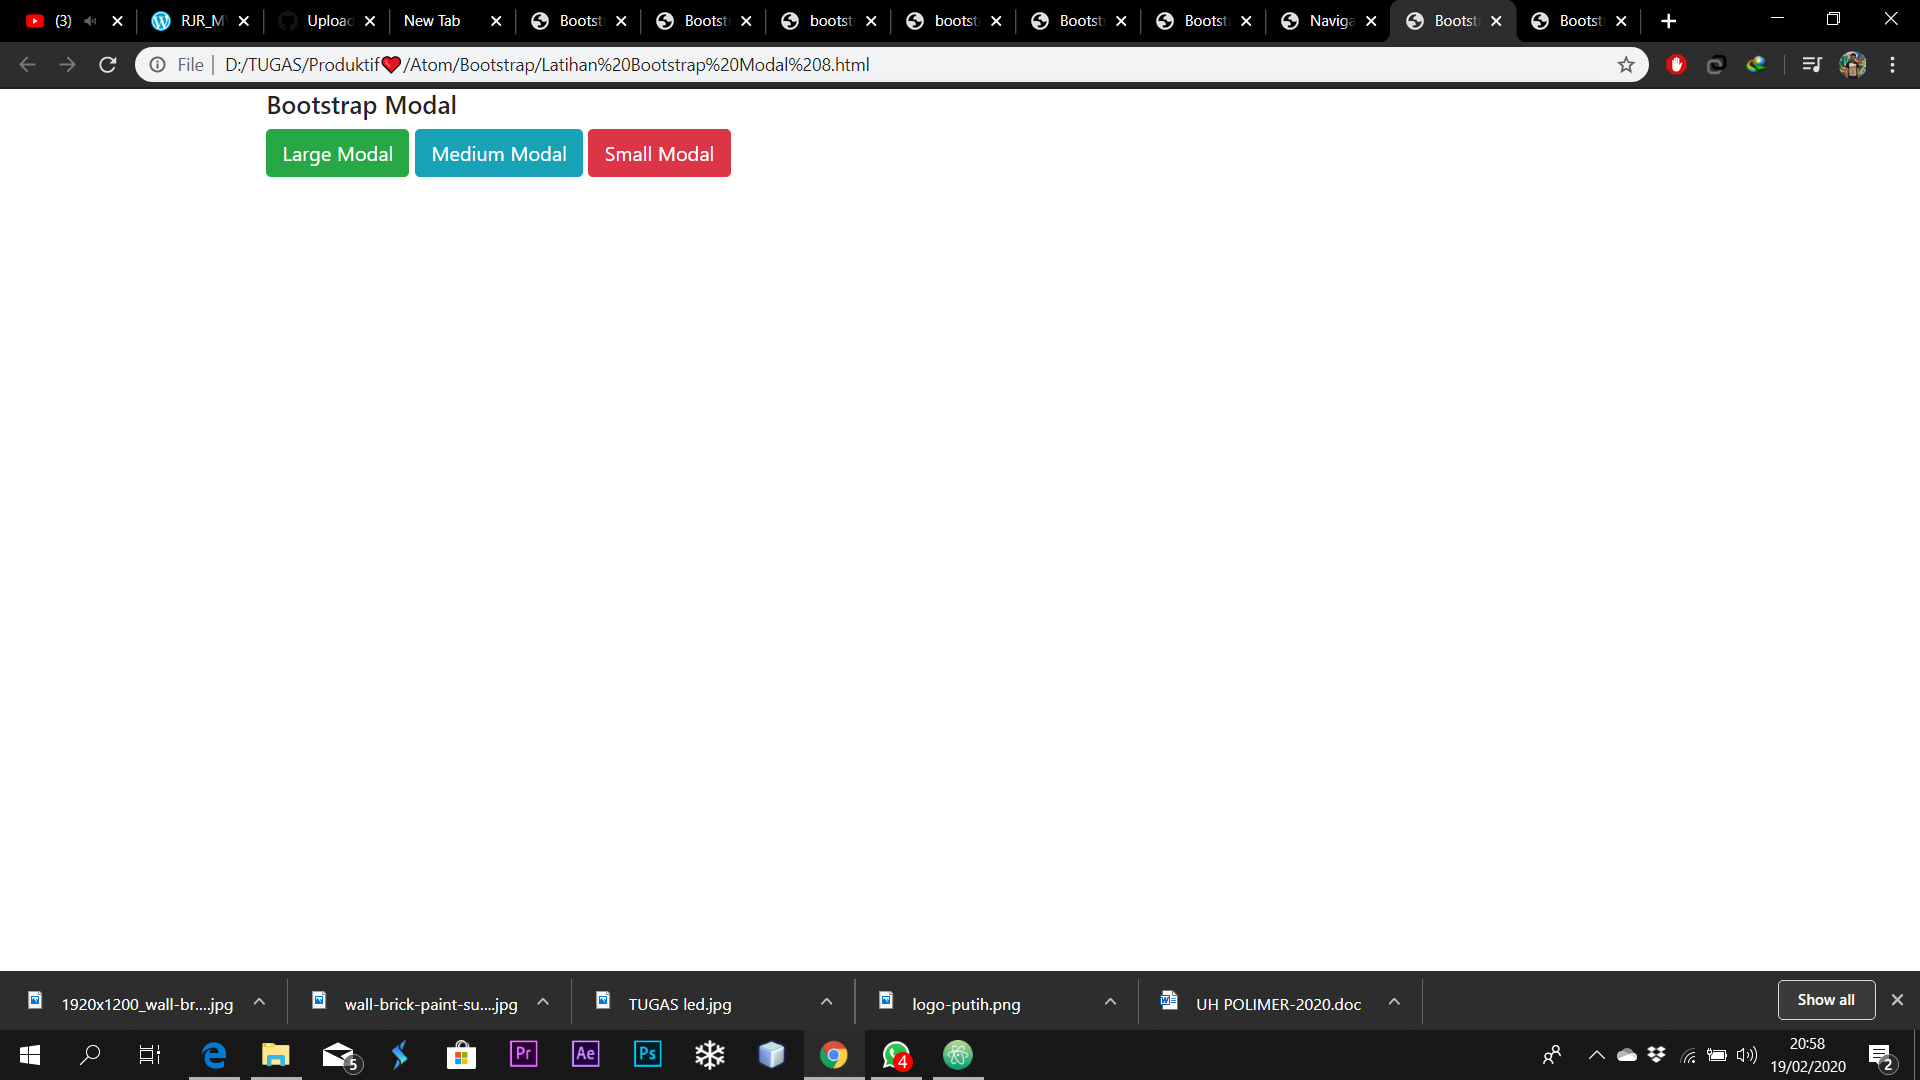 (3)
RJR_M
Upload
New Tab
Bootst
Bootst
bootst
bootst
Bootst
Bootst
Naviga
Bootst
Bootst
File
D:/TUGAS/Produktif❤/Atom/Bootstrap/Latihan%20Bootstrap%20Modal%208.html
Bootstrap Modal
Large Modal
Medium Modal
Small Modal
1920x1200_wall-br....jpg
wall-brick-paint-su....jpg
TUGAS led.jpg
logo-putih.png
UH POLIMER-2020.doc
Show all
5
Pr
Ae
Ps
4
20:58
19/02/2020
2